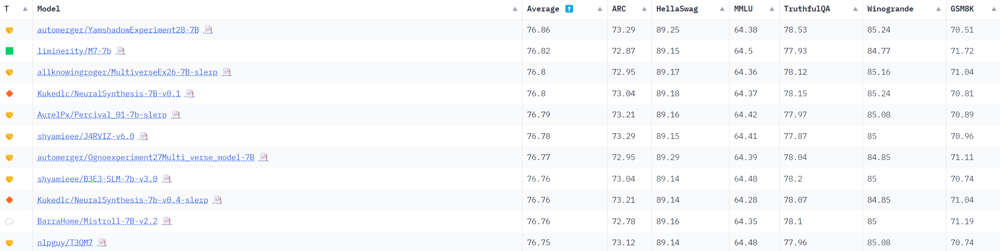 T Model Average ARC HellaSwag MMLU TruthfulQA Winogrande GSM8K
automerger/YamshadowExperiment28-7B 76.86 73.29 89.25 64.38 78.53 85.24 70.51
liminerity/M7-7b 76.82 72.87 89.15 64.5 77.93 84.77 71.72
allknowingroger/MultiverseEx26-7B-slerp 76.8 72.95 89.17 64.36 78.12 85.16 71.04
Kukedlc/NeuralSynthesis-7B-v0.1 76.8 73.04 89.18 64.37 78.15 85.24 70.81
AurelPx/Percival_01-7b-slerp 76.79 73.21 89.16 64.42 77.97 85.08 70.89
shyamieee/J4RVIZ-v6.0 76.78 73.29 89.15 64.41 77.87 85 70.96
automerger/Ognoexperiment27Multi_verse_model-7B 76.77 72.95 89.29 64.39 78.04 84.85 71.11
shyamieee/B3E3-SLM-7b-v3.0 76.76 73.04 89.14 64.48 78.2 85 70.74
Kukedlc/NeuralSynthesis-7b-v0.4-slerp 76.76 73.21 89.14 64.28 78.07 84.85 71.04
BarraHome/Mistroll-7B-v2.2 76.76 72.78 89.16 64.35 78.1 85 71.19
nlpguy/T3QM7 76.75 73.12 89.14 64.48 77.96 85.08 70.74